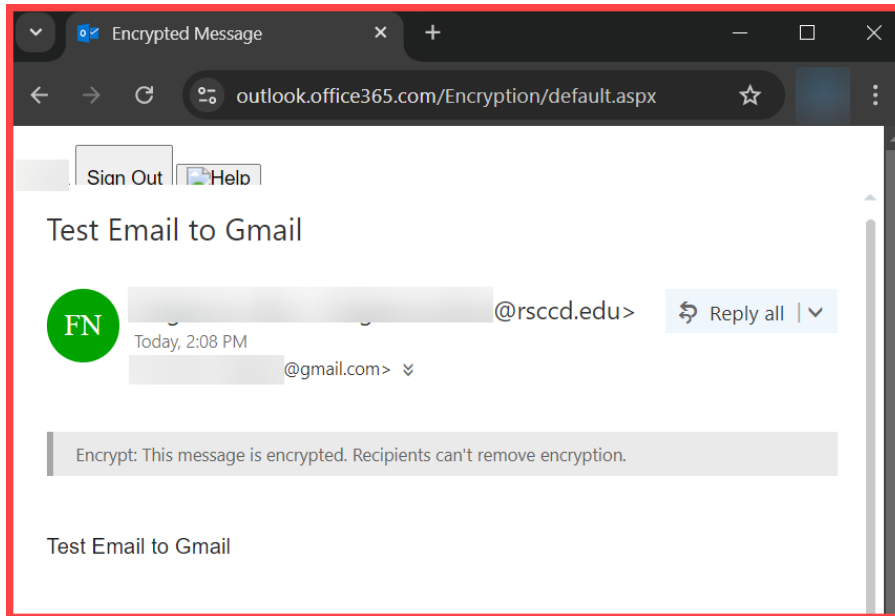 Encrypted Message
outlook.office365.com/Encryption/default.aspx
Sign Out Help
Test Email to Gmail
FN
@rsccd.edu>
Reply all
Today, 2:08 PM
@gmail.com>
Encrypt: This message is encrypted. Recipients can't remove encryption.
Test Email to Gmail